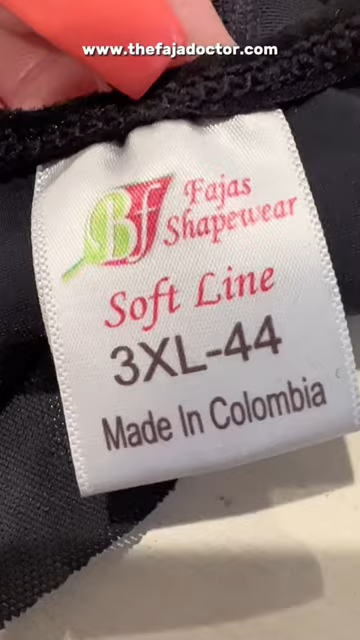 www.thefajadoctor.com
Bf
Fajas
Shapewear
Soft Line
3XL-44
Made In Colombia